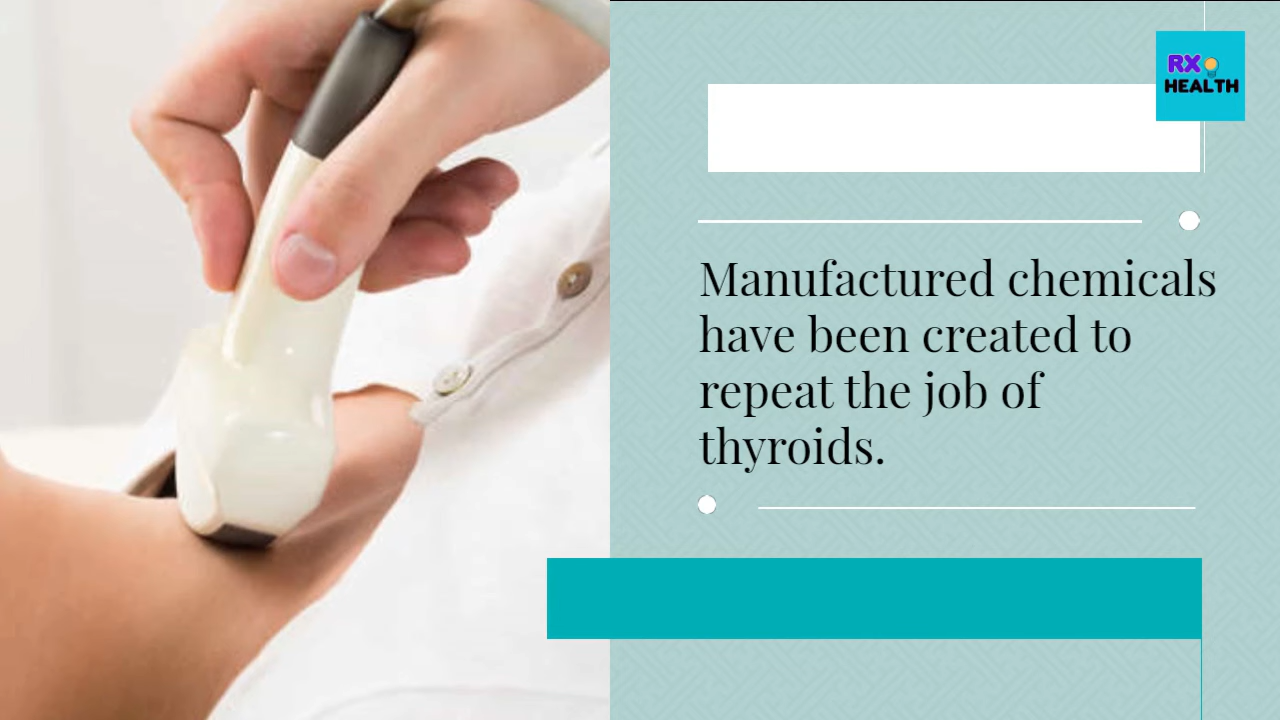 RX
HEALTH
Manufactured chemicals
have been created to
repeat the job of
thyroids.